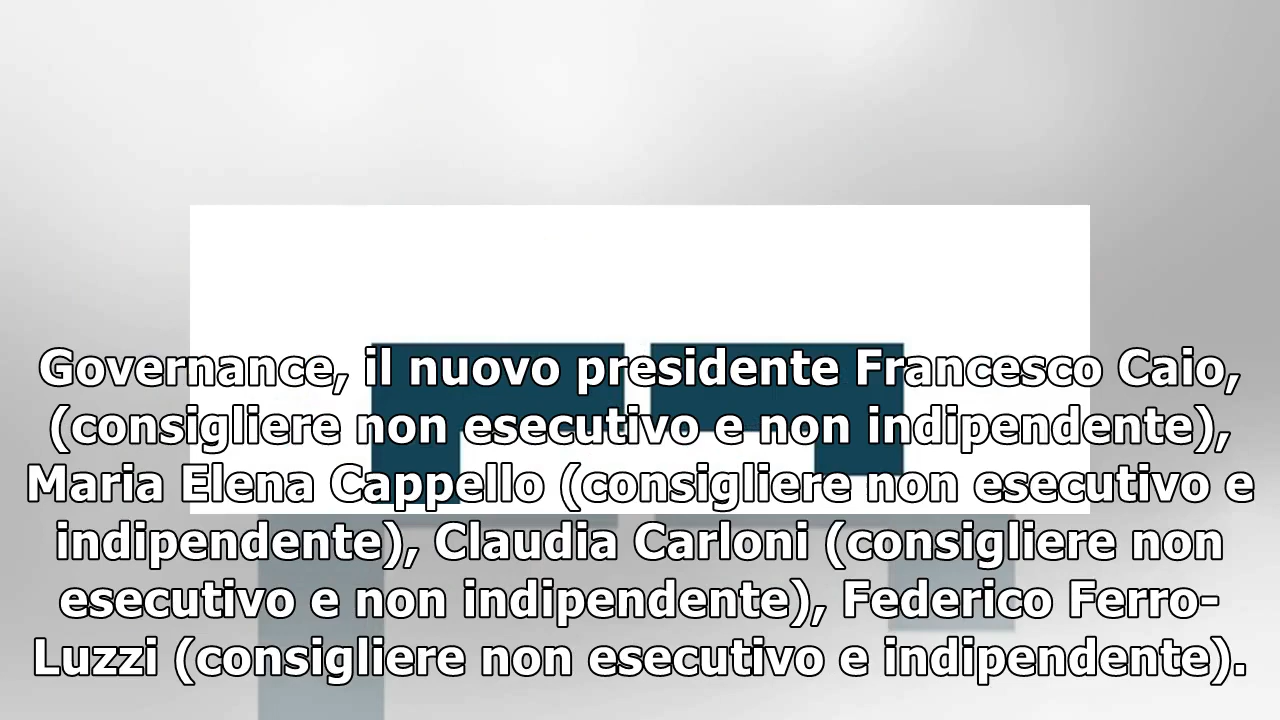 Governance, il nuovo presidente Francesco Caio,
(consigliere non esecutivo e non indipendente),
Maria Elena Cappello (consigliere non esecutivo e
indipendente), Claudia Carloni (consigliere non
esecutivo e non indipendente), Federico Ferro-
Luzzi (consigliere non esecutivo e indipendente).